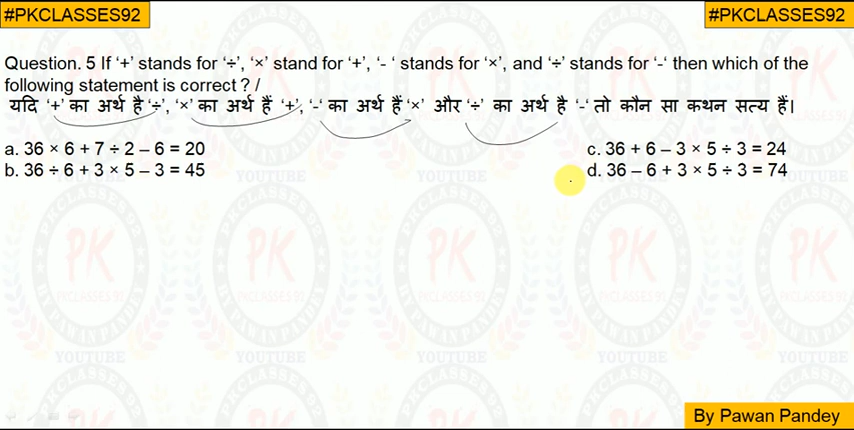 #PKCLASSES92
#PKCLASSES92
Question. 5 If ‘+’ stands for ‘÷’, ‘×’ stand for ‘+’, ‘- ‘ stands for ‘×’, and ‘÷’ stands for ‘-‘ then which of the
following statement is correct ? /
यदि ‘+’ का अर्थ है ‘÷’, ‘×’ का अर्थ हैं ‘+’, ‘-‘ का अर्थ हैं ‘×’ और ‘÷’ का अर्थ है ‘-‘ तो कौन सा कथन सत्य हैं।
a. 36 × 6 + 7 ÷ 2 – 6 = 20
b. 36 ÷ 6 + 3 × 5 – 3 = 45
c. 36 + 6 – 3 × 5 ÷ 3 = 24
d. 36 – 6 + 3 × 5 ÷ 3 = 74
By Pawan Pandey